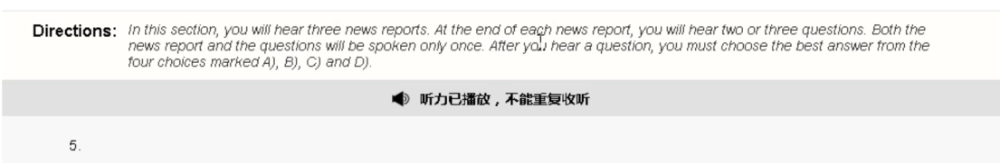 Directions: In this section, you will hear three news reports. At the end of each news report, you will hear two or three questions. Both the
news report and the questions will be spoken only once. After you hear a question, you must choose the best answer from the
four choices marked A), B), C) and D).
听力已播放，不能重复收听
5.